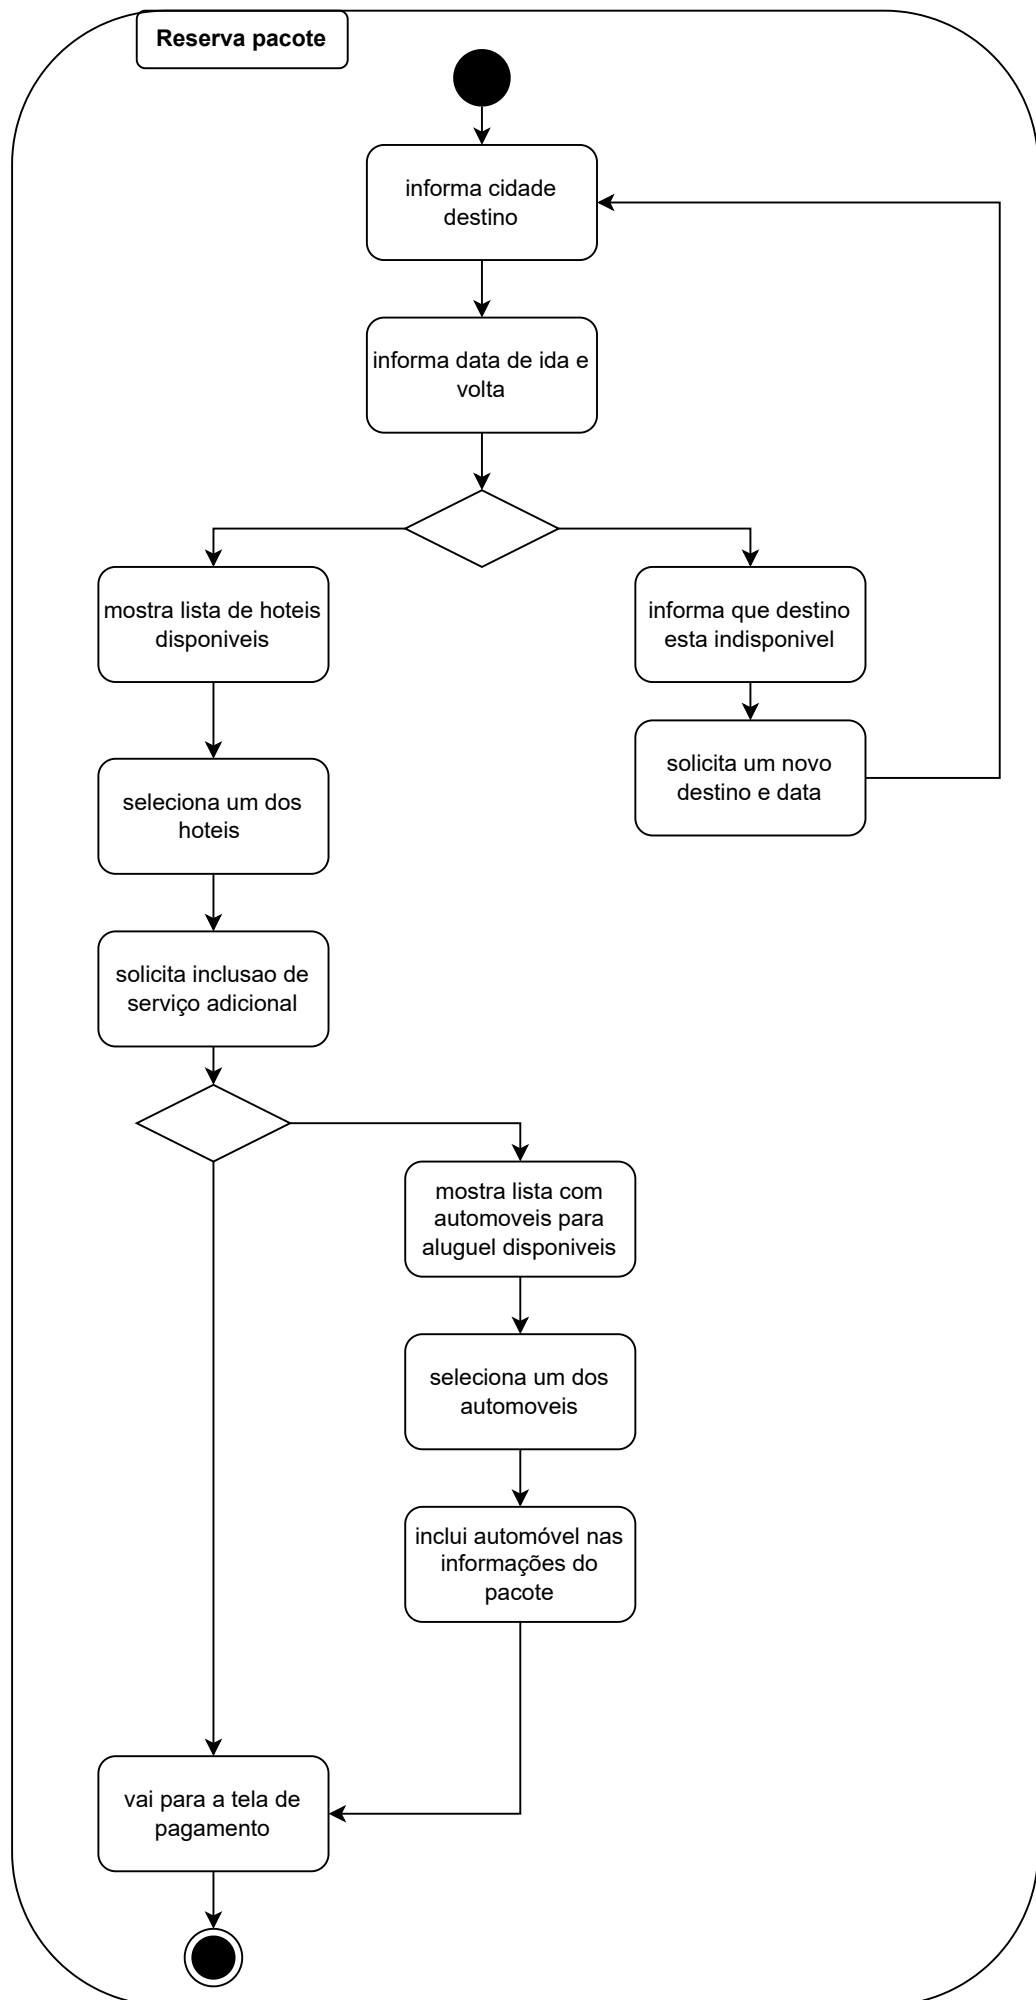 Reserva pacote
informa cidade
destino
informa data de ida e
volta
mostra lista de hoteis
disponiveis
informa que destino
esta indisponivel
solicita um novo
destino e data
seleciona um dos
hoteis
solicita inclusao de
serviço adicional
mostra lista com
automoveis para
aluguel disponiveis
seleciona um dos
automoveis
inclui automóvel nas
informações do
pacote
vai para a tela de
pagamento